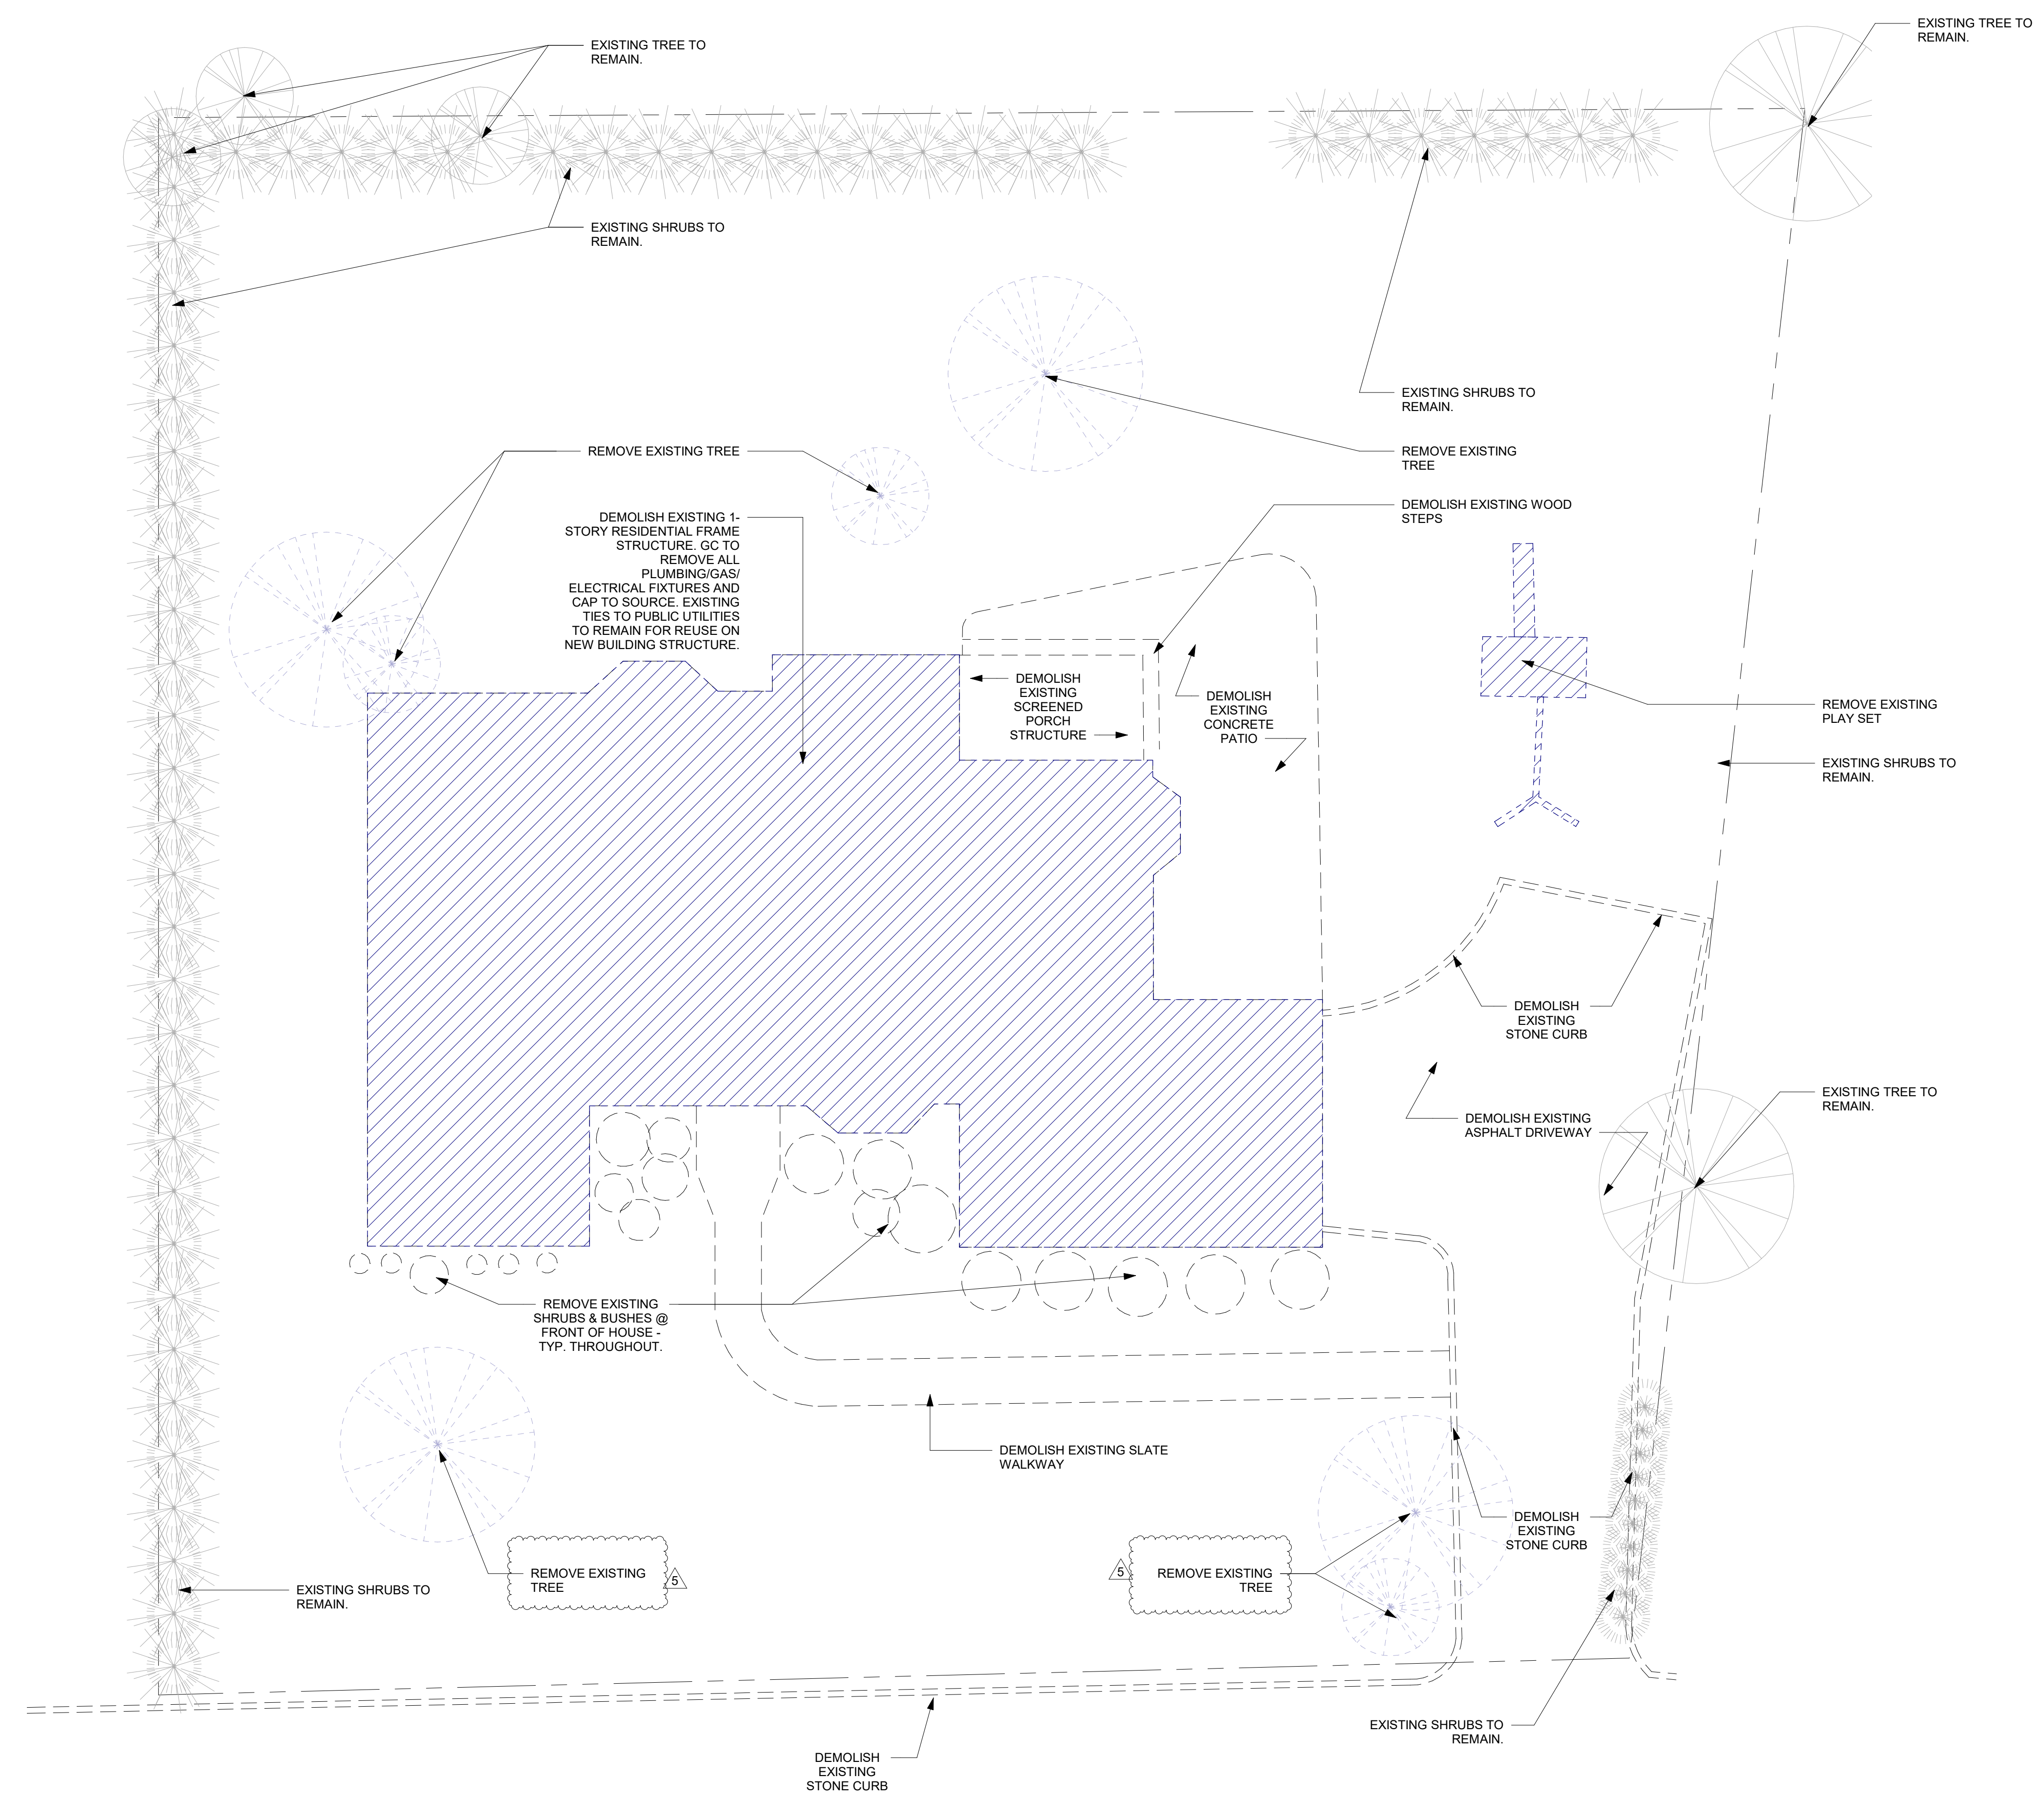 EXISTING TREE TO
REMAIN.
EXISTING TREE TO
REMAIN.
EXISTING SHRUBS TO
REMAIN.
EXISTING SHRUBS TO
REMAIN.
REMOVE EXISTING TREE
REMOVE EXISTING
TREE
DEMOLISH EXISTING WOOD
STEPS
DEMOLISH EXISTING 1-
STORY RESIDENTIAL FRAME
STRUCTURE. GC TO
REMOVE ALL
PLUMBING/GAS/
ELECTRICAL FIXTURES AND
CAP TO SOURCE. EXISTING
TIES TO PUBLIC UTILITIES
TO REMAIN FOR REUSE ON
NEW BUILDING STRUCTURE.
DEMOLISH
EXISTING
SCREENED
PORCH
STRUCTURE
DEMOLISH
EXISTING
CONCRETE
PATIO
REMOVE EXISTING
PLAY SET
EXISTING SHRUBS TO
REMAIN.
DEMOLISH
EXISTING
STONE CURB
EXISTING TREE TO
REMAIN.
DEMOLISH EXISTING
ASPHALT DRIVEWAY
REMOVE EXISTING
SHRUBS & BUSHES @
FRONT OF HOUSE -
TYP. THROUGHOUT.
DEMOLISH EXISTING SLATE
WALKWAY
DEMOLISH
EXISTING
STONE CURB
REMOVE EXISTING
TREE
5
5
REMOVE EXISTING
TREE
EXISTING SHRUBS TO
REMAIN.
EXISTING SHRUBS TO
REMAIN.
DEMOLISH
EXISTING
STONE CURB